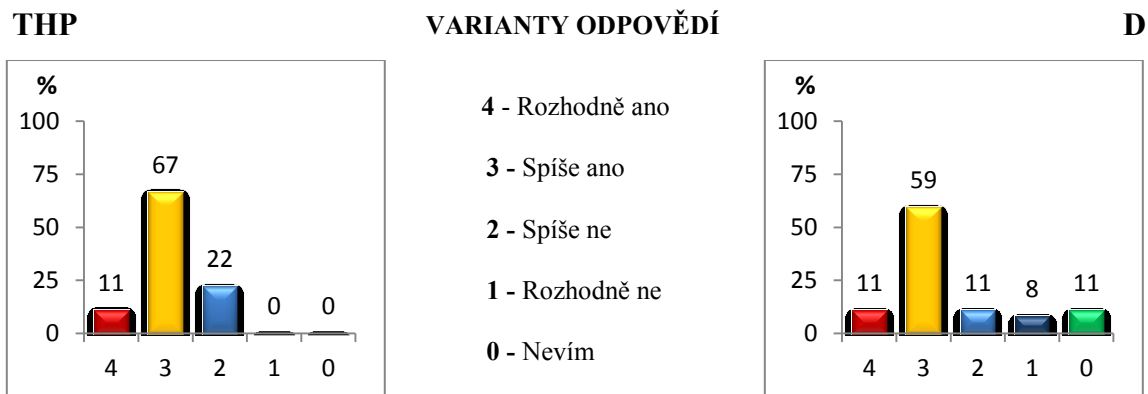 THP
VARIANTY ODPOVĚDÍ
D
%
100
75
50
25
0
11
67
22
0
0
4 3 2 1 0
4 - Rozhodně ano
3 - Spíše ano
2 - Spíše ne
1 - Rozhodně ne
0 - Nevím
%
100
75
50
25
0
11
59
11
8
11
4 3 2 1 0